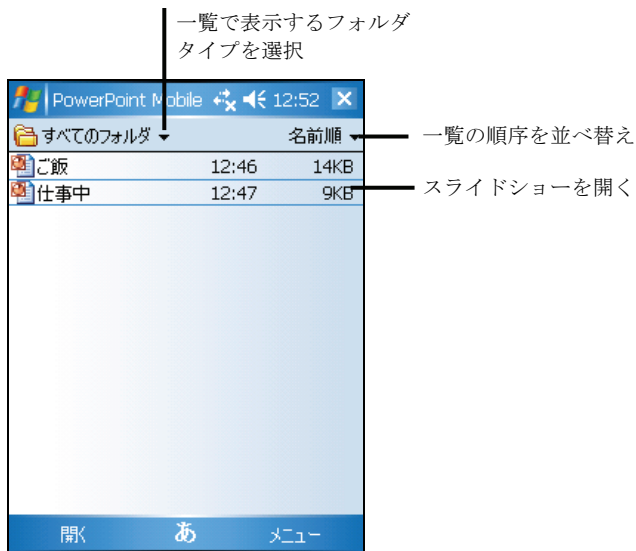 一覧で表示するフォルダ
タイプを選択
PowerPoint Mobile 12:52
すべてのフォルダ 名前順
一覧の順序を並べ替え
ご飯 12:46 14KB
仕事中 12:47 9KB
スライドショーを開く
開く あ メニュー